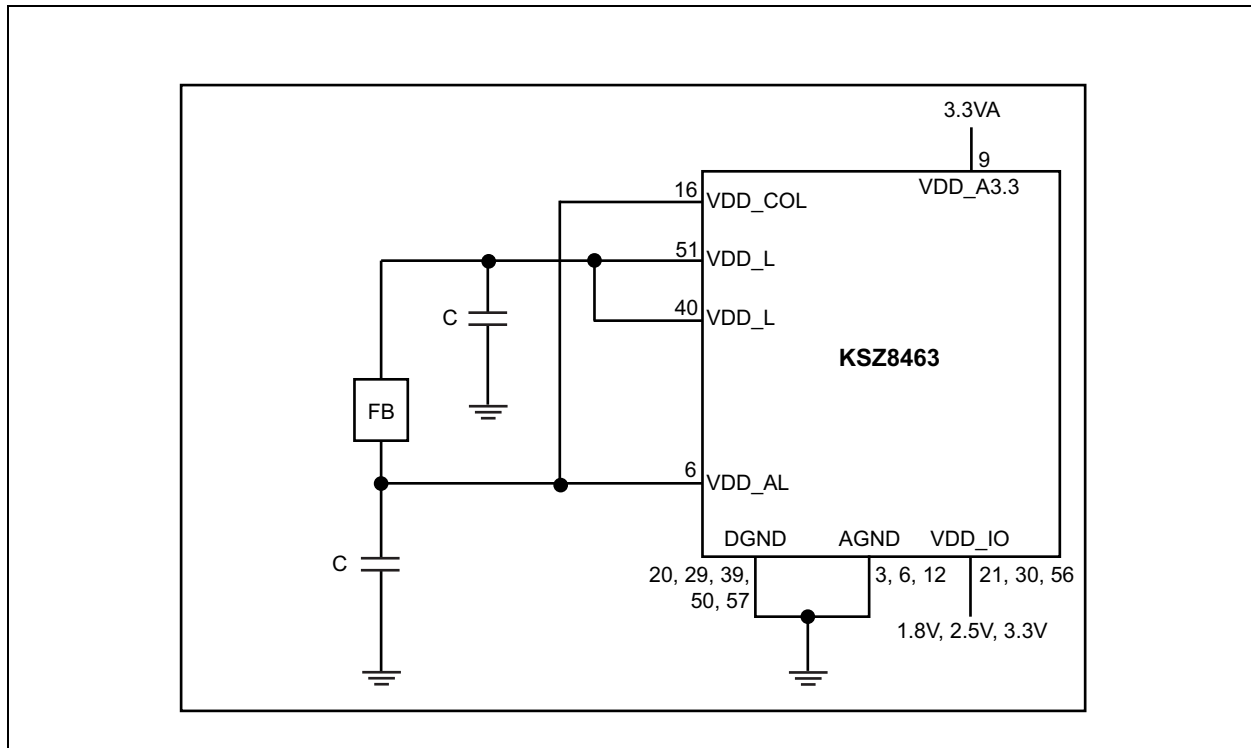 3.3VA
9
VDD_A3.3
16
VDD_COL
51
VDD_L
C
40
VDD_L
KSZ8463
FB
6
VDD_AL
DGND
AGND
VDD_IO
C
20, 29, 39,
50, 57
3, 6, 12
21, 30, 56
1.8V, 2.5V, 3.3V